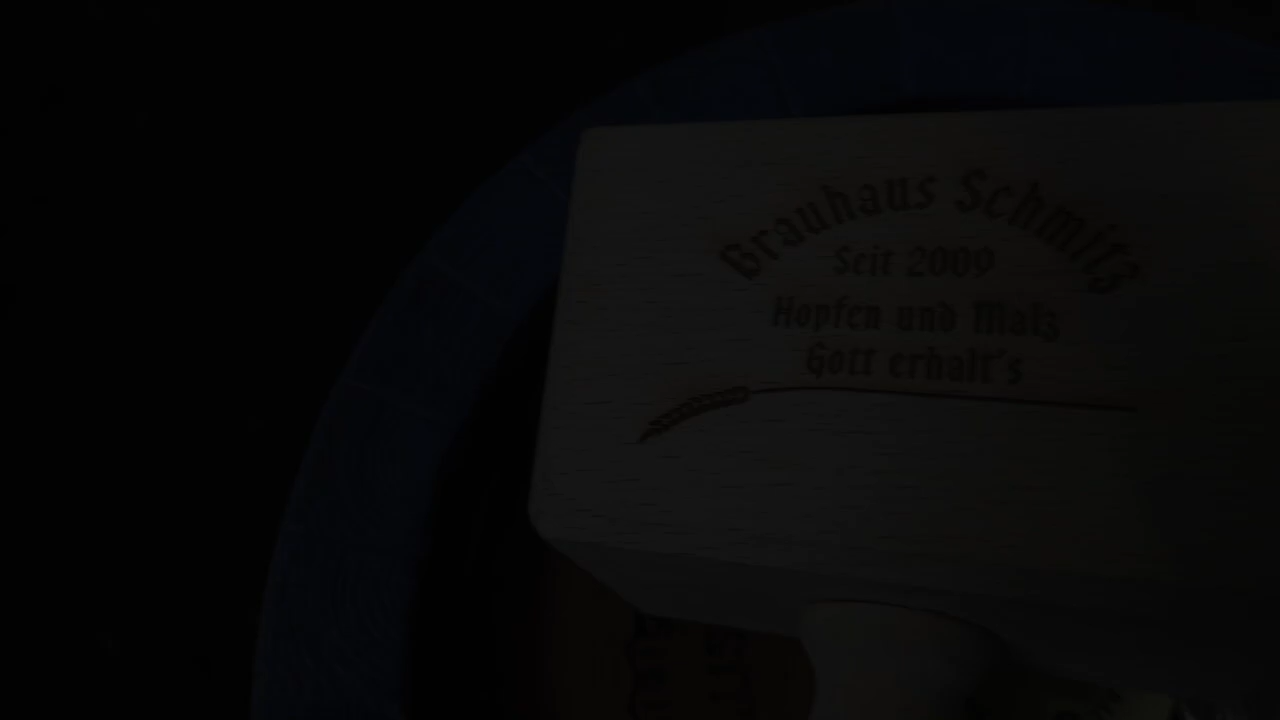 Brauhaus Schmitz
Seit 2009
Hopfen und Malz
Gott erhalt's